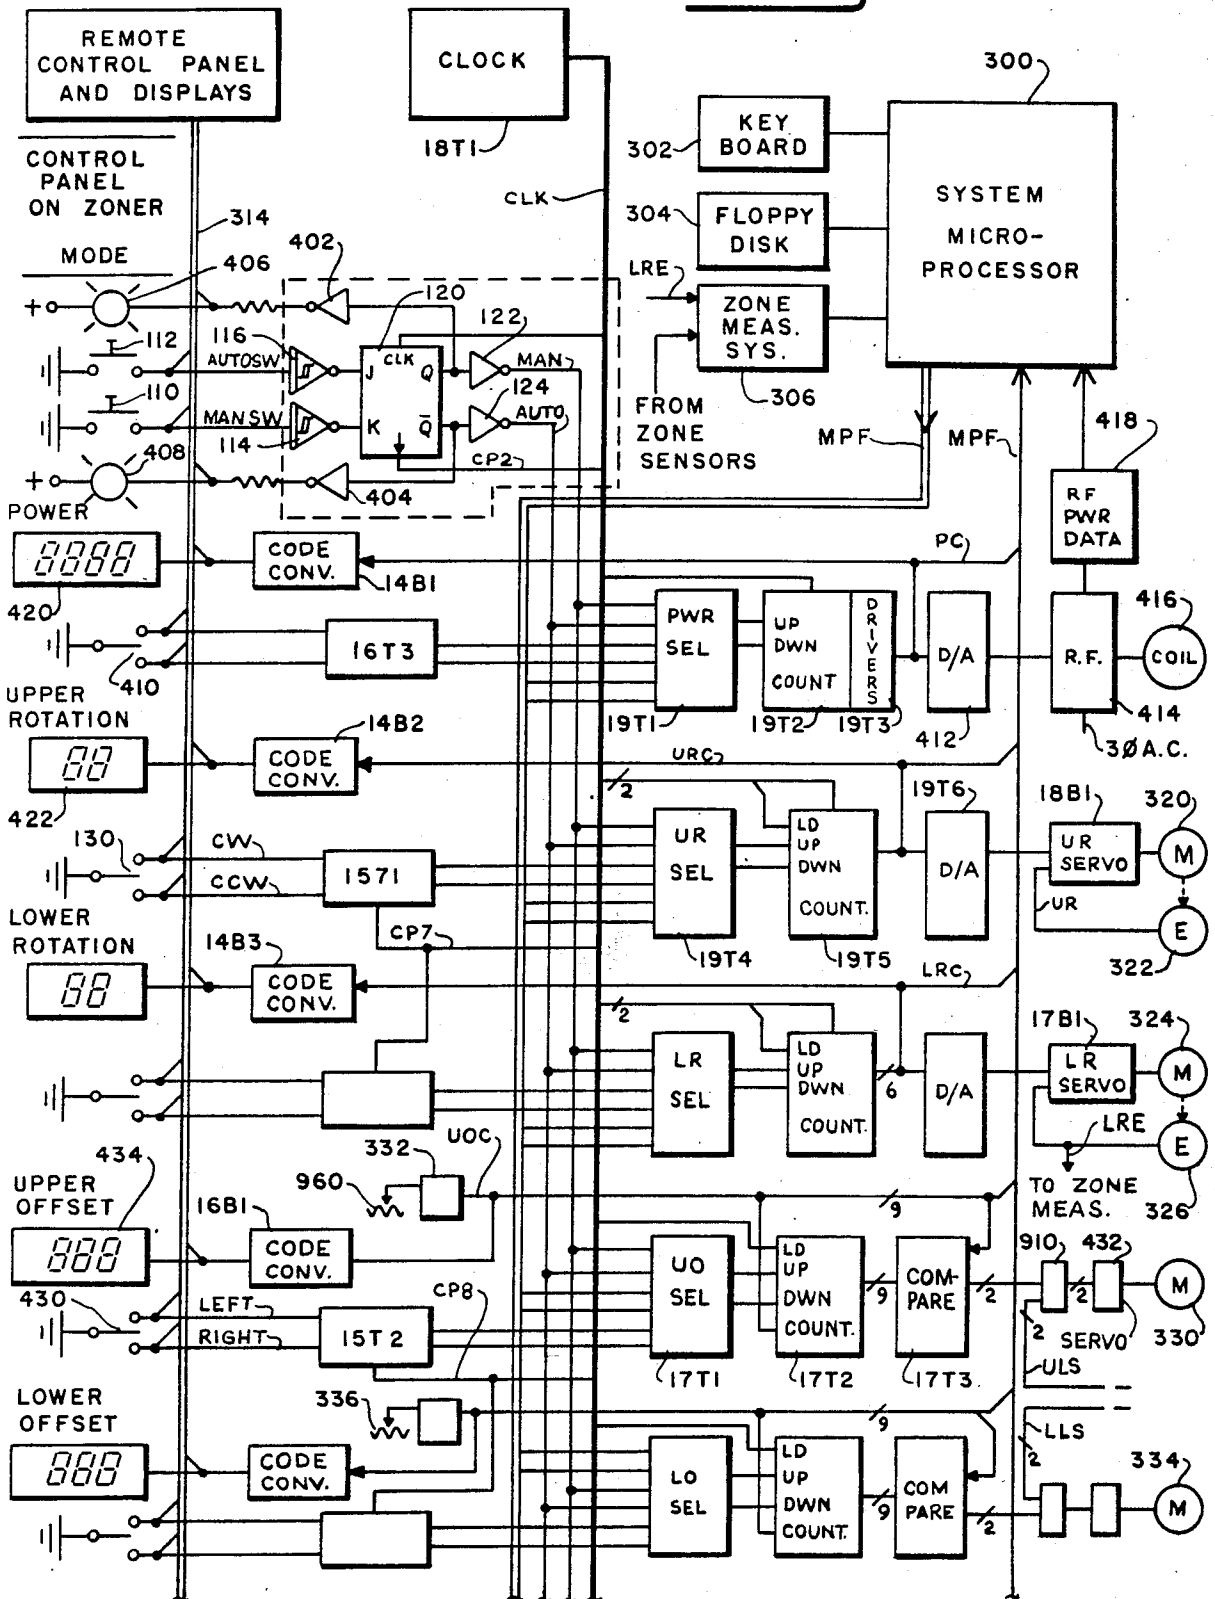 REMOTE
CONTROL PANEL
AND DISPLAYS
CLOCK
18T1
CLK
300
302
KEY
BOARD
304
FLOPPY
DISK
LRE
ZONE
MEAS.
SYS.
306
FROM
ZONE
SENSORS
SYSTEM
MICRO-
PROCESSOR
CONTROL
PANEL
ON ZONER
314
MODE
406
402
120
122
MAN
112
116
AUTOSW
J
CLK
Q
124
AUTO
110
MANSW
114
K
Q̅
CP2
408
404
MPF
MPF
418
RF
PWR
DATA
POWER
8888
420
CODE
CONV.
14B1
PC
410
16T3
PWR
SEL
19T1
UP
DWN
COUNT
19T2
DRIVERS
19T3
D/A
412
R.F.
414
3Ø A.C.
416
COIL
UPPER
ROTATION
88
422
14B2
CODE
CONV.
URC
2
130
CW
CCW
1571
CP7
UR
SEL
19T4
LD
UP
DWN
COUNT.
19T5
19T6
D/A
18B1
UR
SERVO
UR
320
M
E
322
LOWER
ROTATION
88
14B3
CODE
CONV.
LRC
2
LR
SEL
LD
UP
DWN
COUNT.
6
D/A
17B1
LR
SERVO
LRE
324
M
E
326
TO ZONE
MEAS.
UPPER
OFFSET
434
888
16B1
CODE
CONV.
960
332
UOC
9
430
LEFT
RIGHT
15T2
CP8
UO
SEL
17T1
LD
UP
DWN
COUNT.
17T2
9
COM-
PARE
17T3
2
910
2
432
SERVO
M
330
2
ULS
LOWER
OFFSET
888
CODE
CONV.
336
9
LO
SEL
LD
UP
DWN
COUNT.
9
COM
PARE
2
LLS
2
334
M